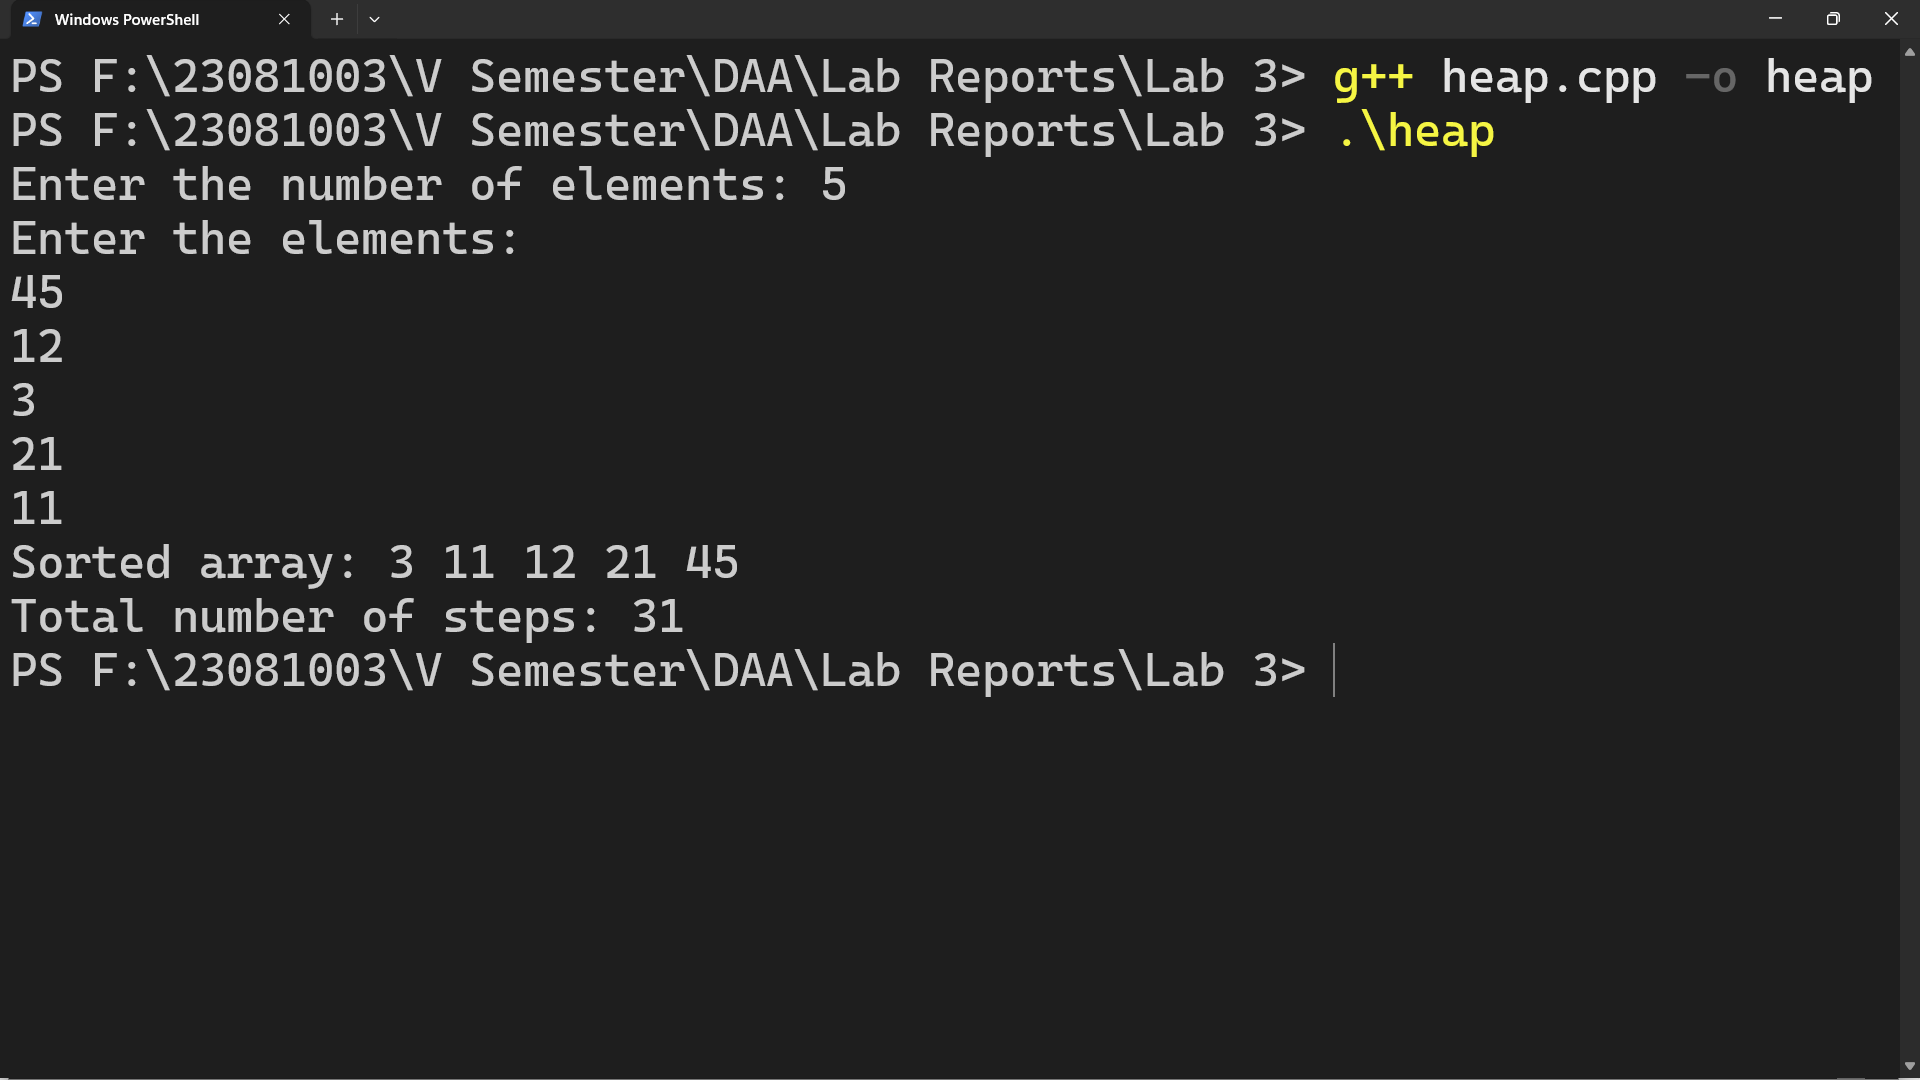 Windows PowerShell
PS F:\23081003\V Semester\DAA\Lab Reports\Lab 3> g++ heap.cpp -o heap
PS F:\23081003\V Semester\DAA\Lab Reports\Lab 3> .\heap
Enter the number of elements: 5
Enter the elements:
45
12
3
21
11
Sorted array: 3 11 12 21 45
Total number of steps: 31
PS F:\23081003\V Semester\DAA\Lab Reports\Lab 3>